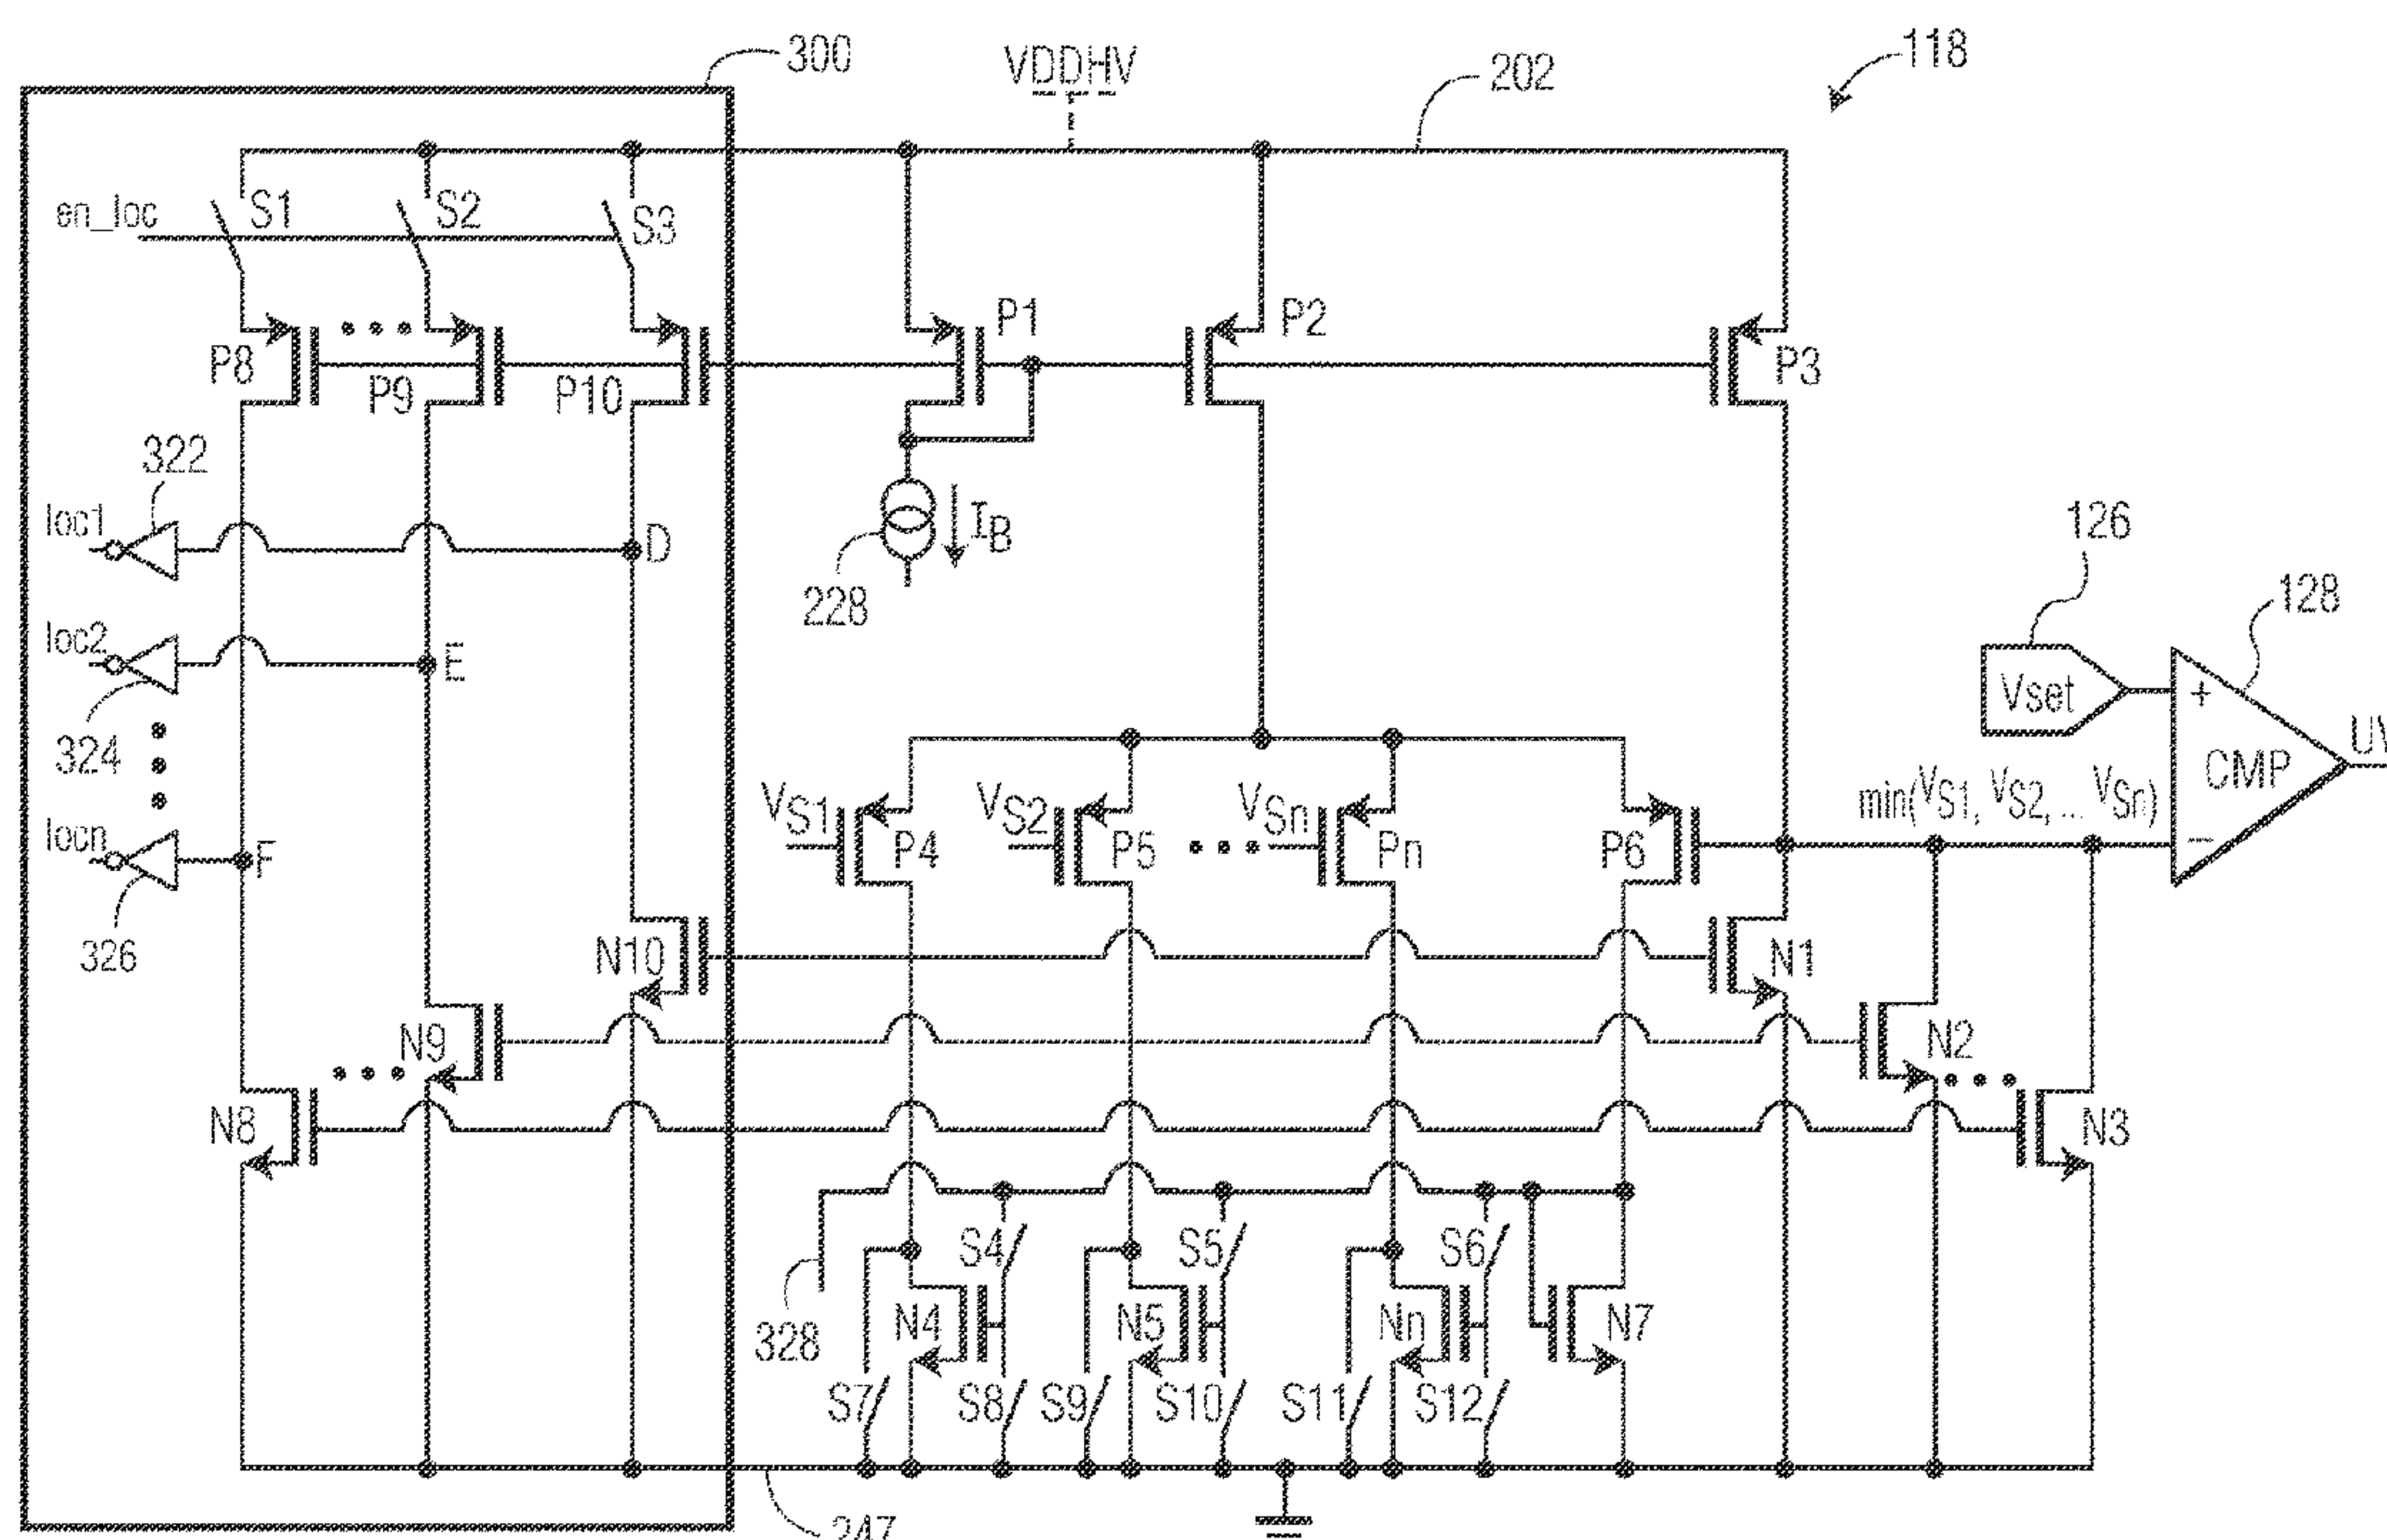 300
VDDHV
202
118
en_loc
S1
S2
S3
P8
P9
P10
P1
P2
P3
322
loc1
D
IB
228
126
128
loc2
E
324
Vset
+
CMP
VS1
P4
VS2
P5
VSn
Pn
P6
min(VS1, VS2, ... VSn)
−
locn
F
326
N10
N1
N9
N2
N8
N3
328
S4
S5
S6
N4
N5
Nn
N7
S7
S8
S9
S10
S11
S12
247